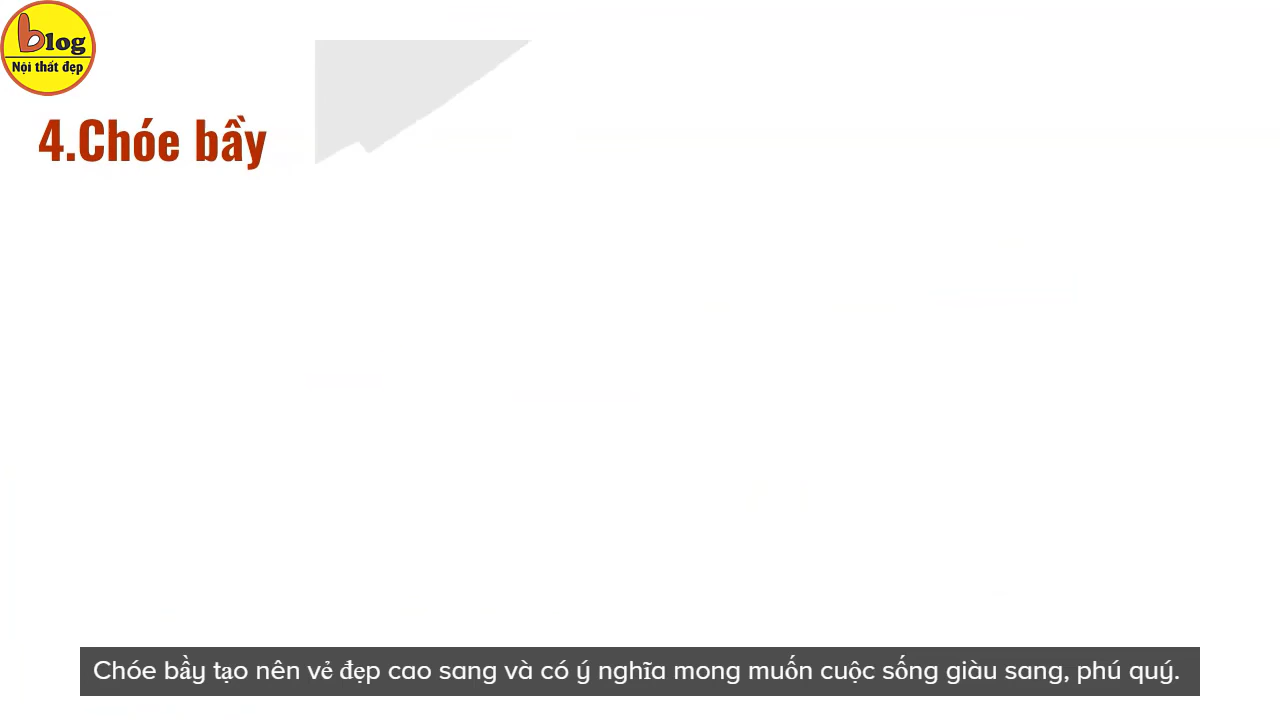 blog
Nội thất đẹp
4.Chóe bầy
Chóe bầy tạo nên vẻ đẹp cao sang và có ý nghĩa mong muốn cuộc sống giàu sang, phú quý.